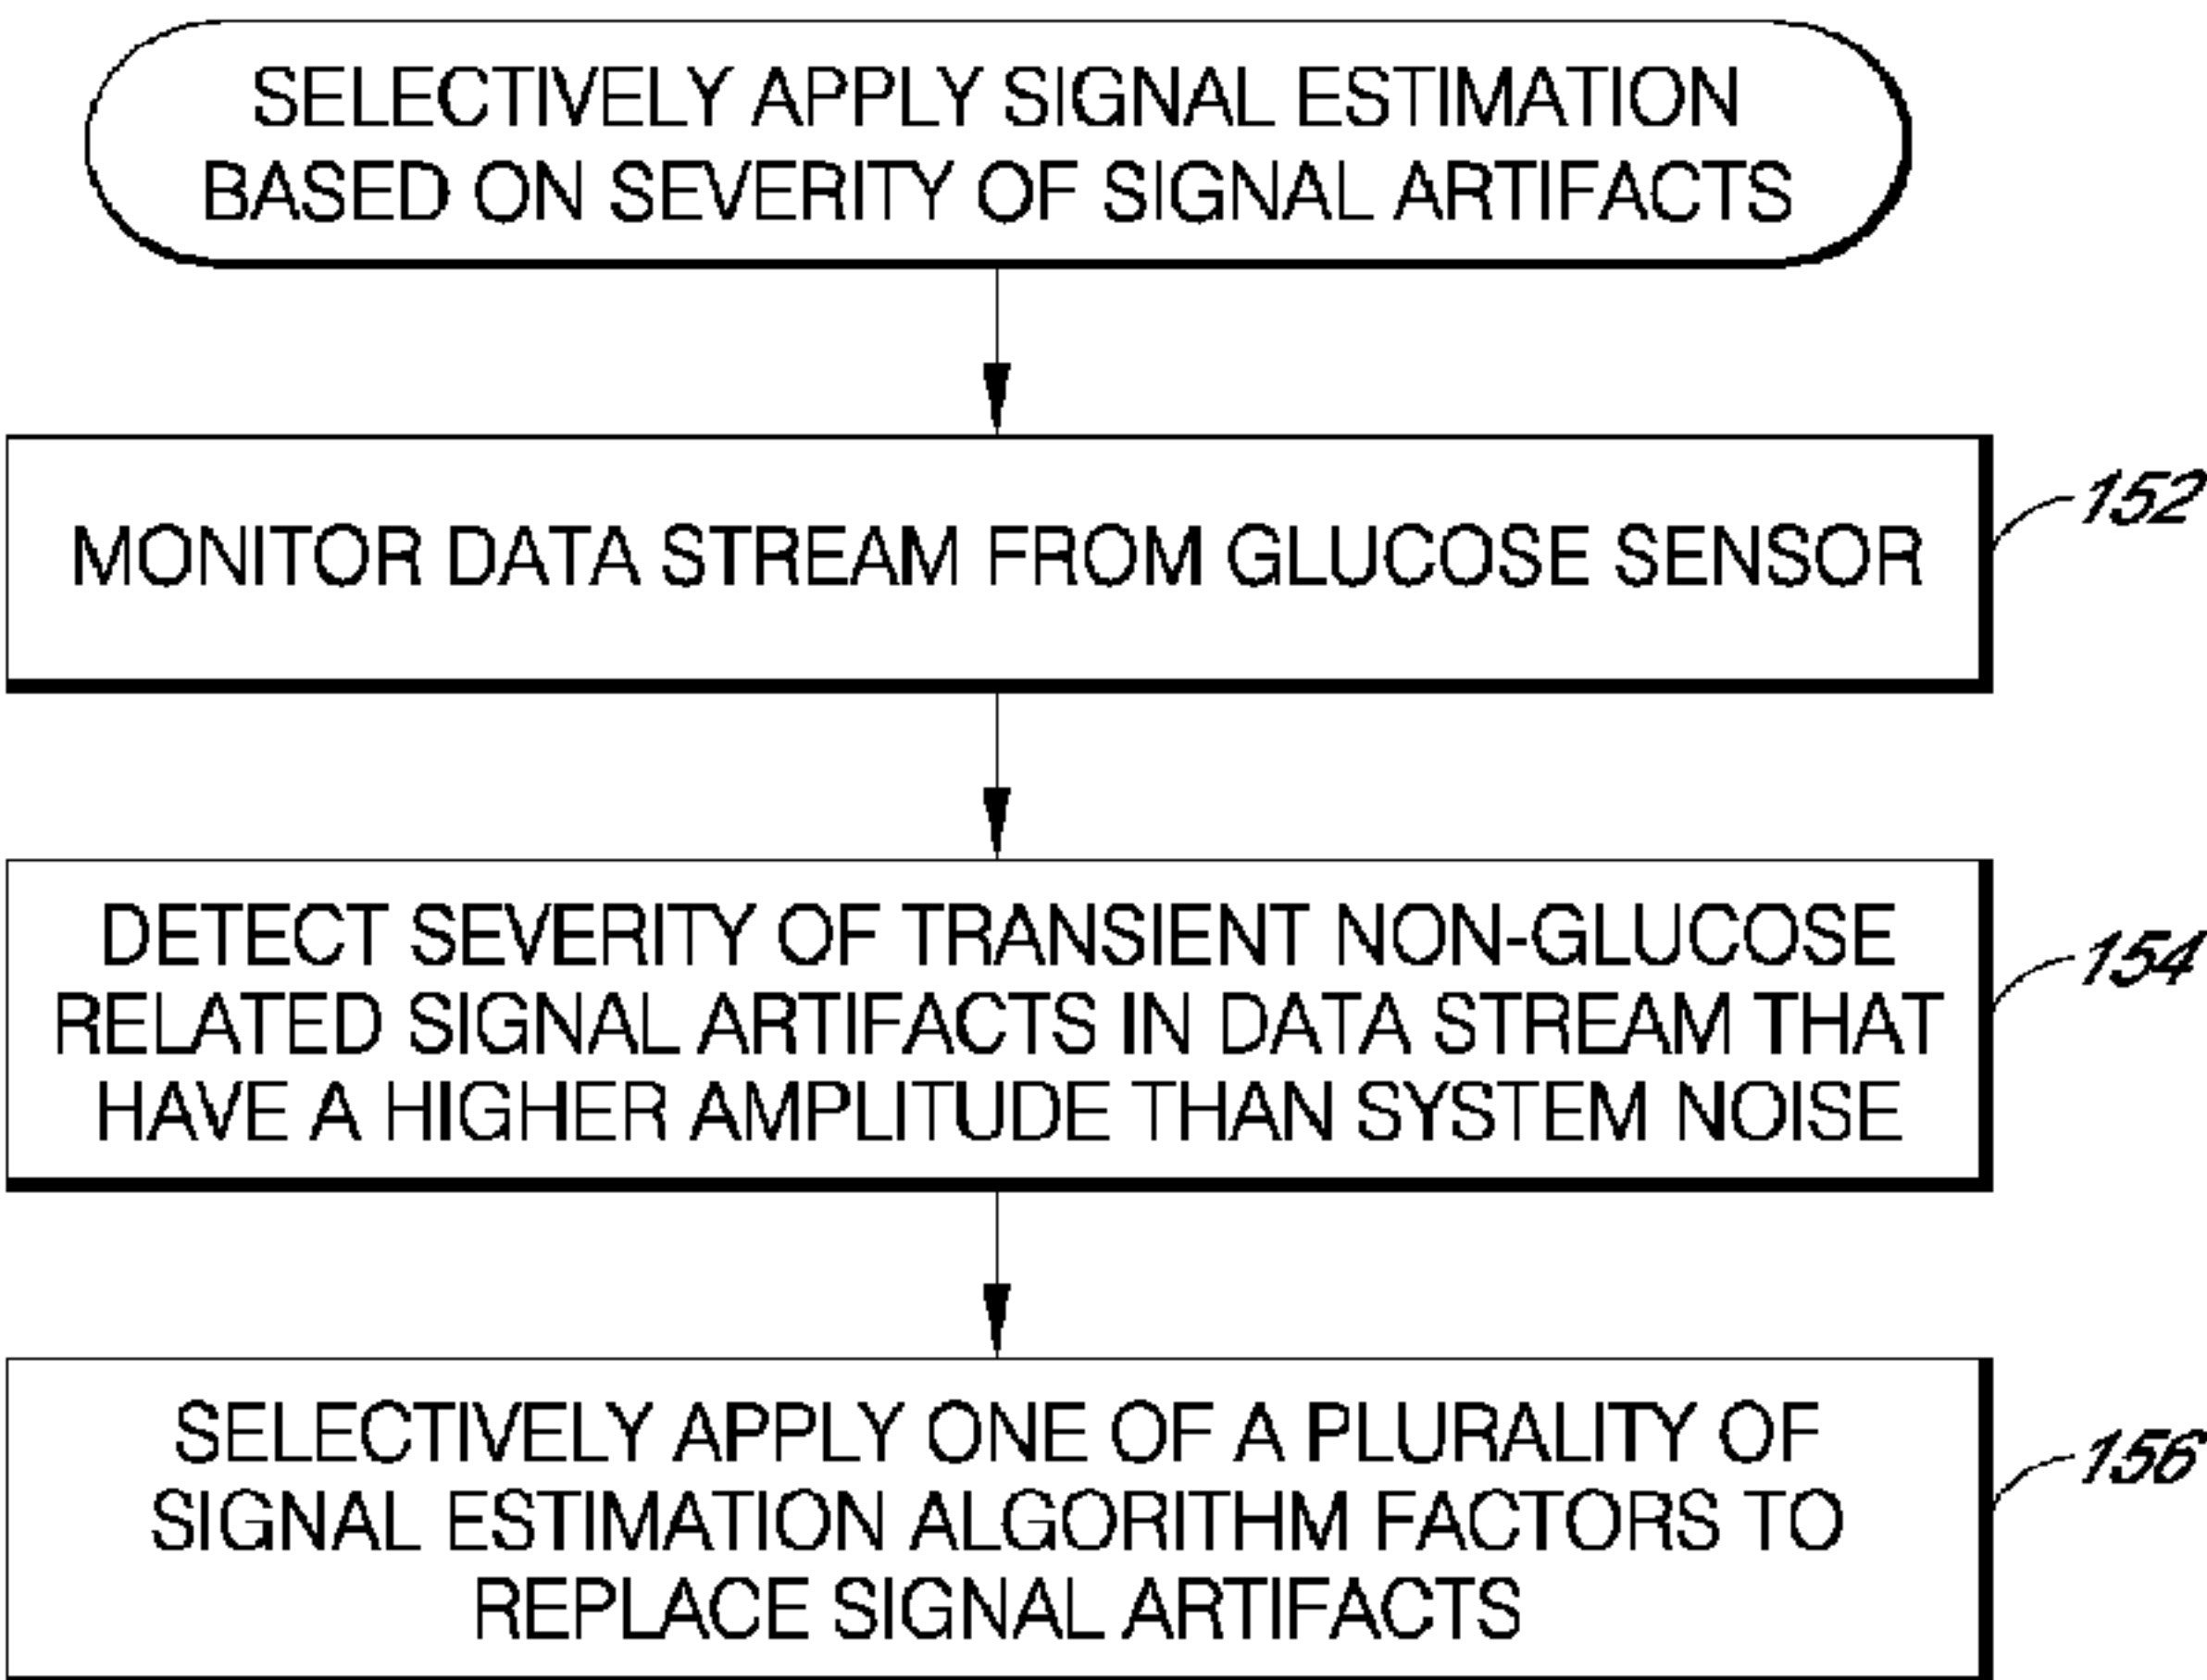 SELECTIVELY APPLY SIGNAL ESTIMATION
BASED ON SEVERITY OF SIGNAL ARTIFACTS
MONITOR DATA STREAM FROM GLUCOSE SENSOR
152
DETECT SEVERITY OF TRANSIENT NON-GLUCOSE
RELATED SIGNAL ARTIFACTS IN DATA STREAM THAT
HAVE A HIGHER AMPLITUDE THAN SYSTEM NOISE
154
SELECTIVELY APPLY ONE OF A PLURALITY OF
SIGNAL ESTIMATION ALGORITHM FACTORS TO
REPLACE SIGNAL ARTIFACTS
156